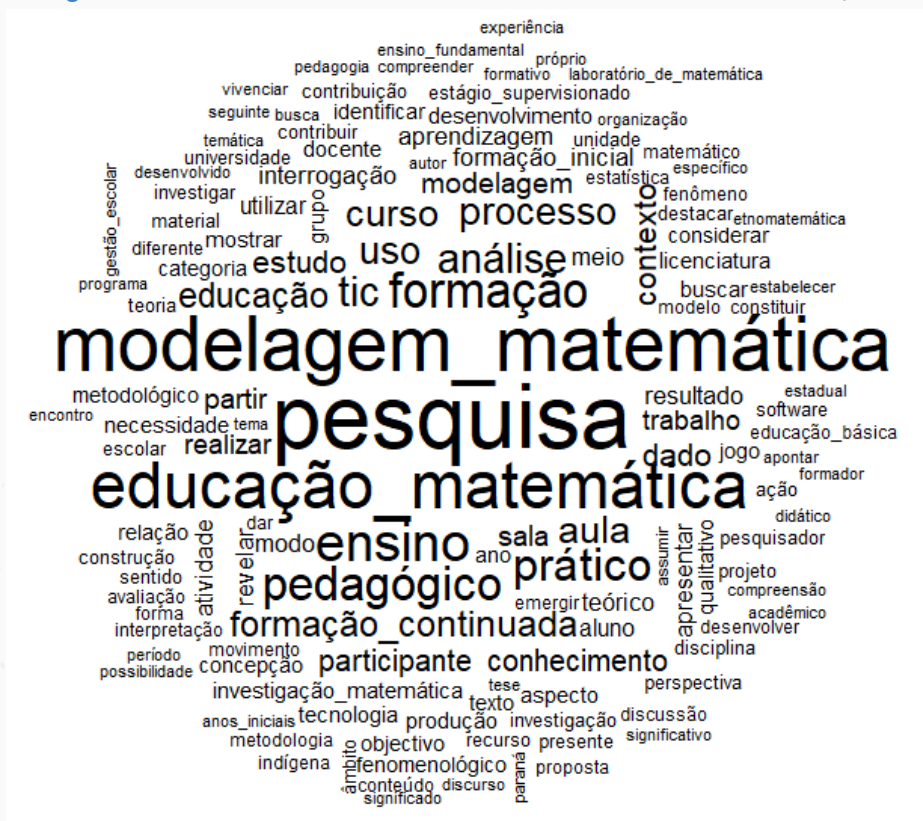 experiência
ensino_fundamental próprio
pedagogia compreender formativo laboratório_de_matemática
vivenciar contribuição estágio_supervisionado
seguinte busca identificar desenvolvimento organização
temática contribuir aprendizagem unidade
universidade docente autor formação_inicial matemático
desenvolvido interrogação modelagem estatística específico
investigar utilizar grupo curso processo contexto fenômeno
gestão_escolar material destacar etnomatemática
diferente mostrar uso análise meio considerar
categoria estudo licenciatura
programa educação tic formação buscar estabelecer
teoria modelo constituir
modelagem_matemática
metodológico partir pesquisa resultado estadual
encontro necessidade tema trabalho software
escolar realizar dado jogo educação_básica
apontar
educação_matemática ação formador
didático
relação atividade revelar dar modo ensino ano sala aula assumir apresentar qualitativo pesquisador
construção
sentido pedagógico prático projeto
avaliação compreensão
forma emergir teórico acadêmico
interpretação formação_continuada aluno desenvolver
movimento disciplina
período concepção participante conhecimento
possibilidade
investigação_matemática tese aspecto perspectiva
texto
anos_iniciais tecnologia produção investigação discussão
metodologia objectivo recurso presente significativo
indígena âmbito fenomenológico paraná proposta
conteúdo discurso
significado